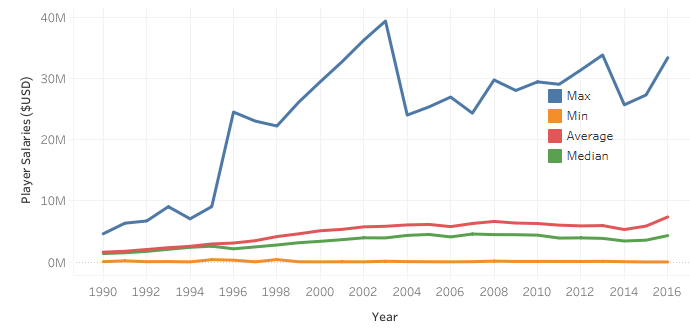 40M
30M
20M
10M
0M
Player Salaries ($USD)
Max
Min
Average
Median
1990 1992 1994 1996 1998 2000 2002 2004 2006 2008 2010 2012 2014 2016
Year